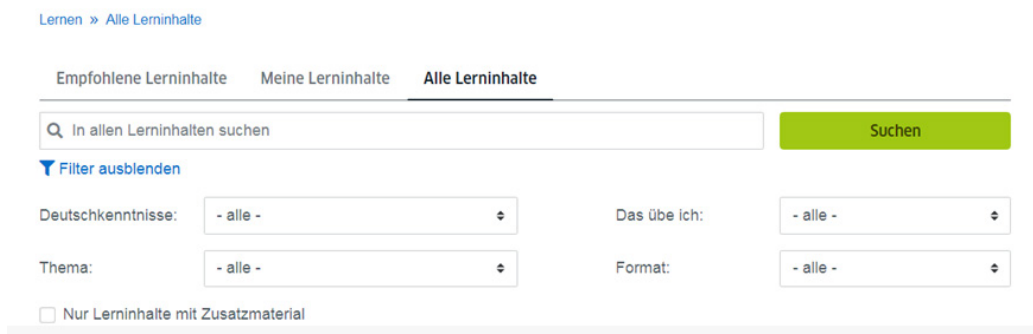 Lernen » Alle Lerninhalte
Empfohlene Lerninhalte Meine Lerninhalte Alle Lerninhalte
In allen Lerninhalten suchen Suchen
Filter ausblenden
Deutschkenntnisse: - alle - Das übe ich: - alle -
Thema: - alle - Format: - alle -
Nur Lerninhalte mit Zusatzmaterial